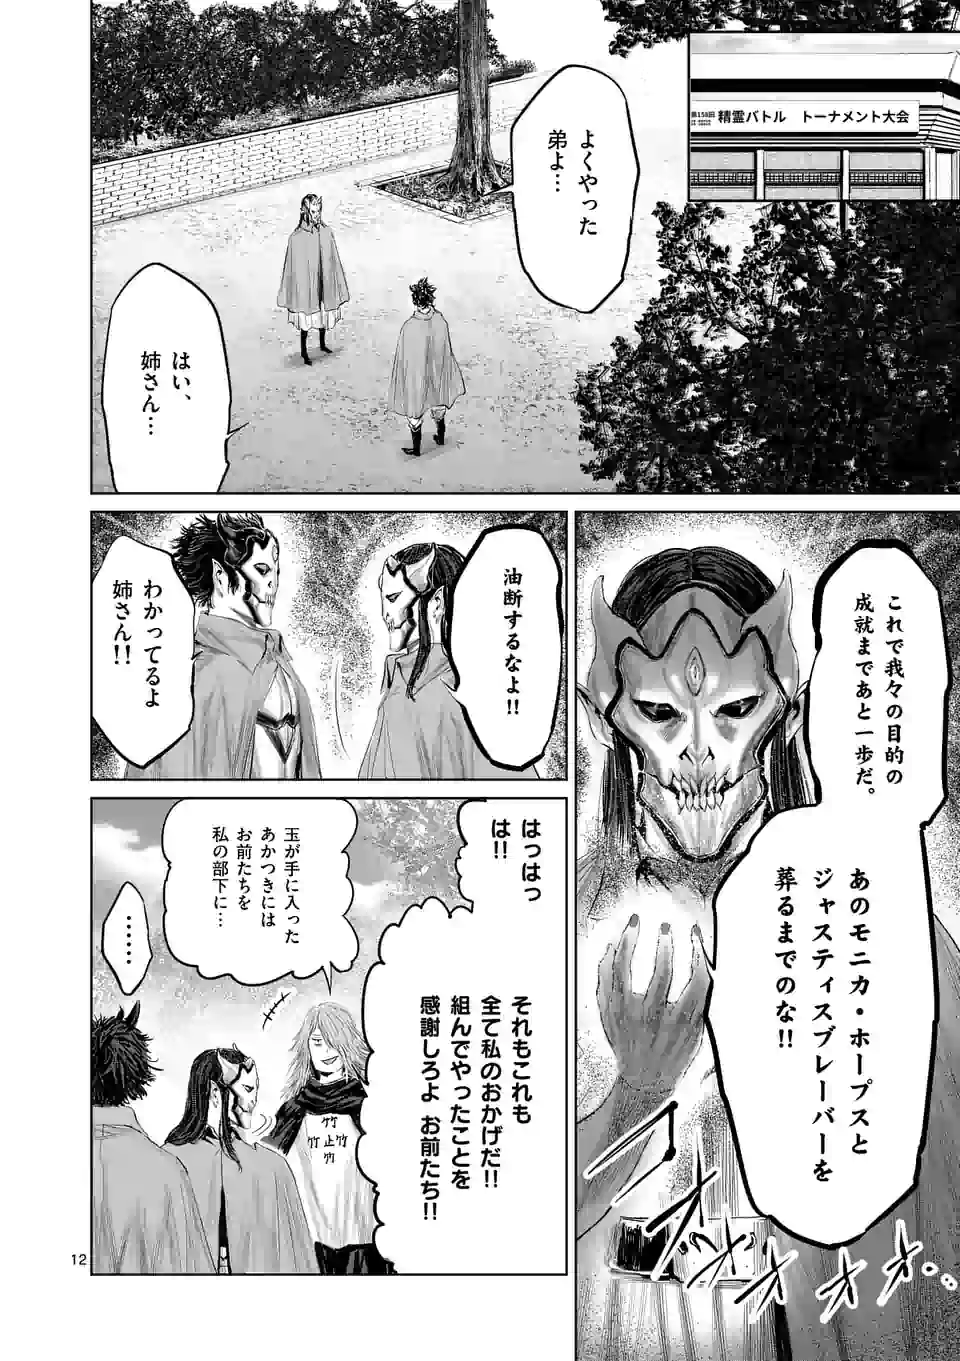 第158回 精霊バトル トーナメント大会
よくやった
弟よ…
はい、
姉さん…
これで我々の目的の
成就まであと一歩だ。
あのモニカ・ホープスと
ジャスティスブレーバーを
葬るまでのな!!
オオオオオ…
油断するなよ!!
わかってるよ
姉さん!!
はっはっ
は!!
それもこれも
全て私のおかげだ!!
組んでやったことを
感謝しろよ お前たち!!
玉が手に入った
あかつきには
お前たちを
私の部下に…
……
竹
竹止竹
竹
12